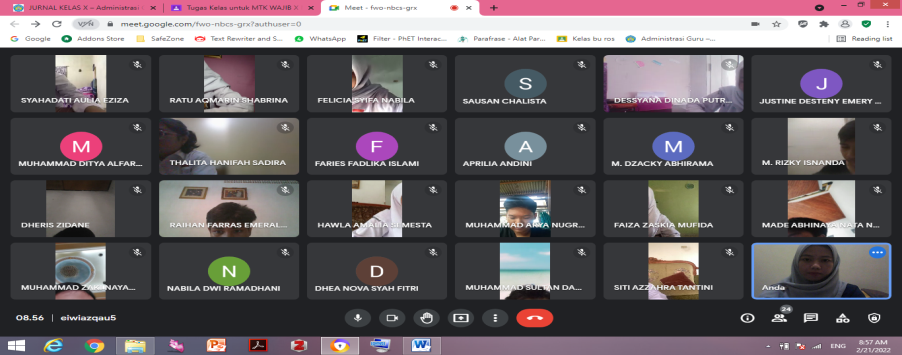 JURNAL KELAS X – Administrasi
Tugas Kelas untuk MTK WAJIB X
Meet - fwo-nbcs-grx
meet.google.com/fwo-nbcs-grx?authuser=0
Google
Addons Store
SafeZone
Text Rewriter and S...
WhatsApp
Filter - PhET Interac...
Parafrase - Alat Par...
Kelas bu ros
Administrasi Guru –...
Reading list
SYAHADATI AULIA EZIZA
RATU AQMARIN SHABRINA
FELICIA SYIFA NABILA
S
SAUSAN CHALISTA
DESSYANA DINADA PUTR...
J
JUSTINE DESTENY EMERY ...
M
MUHAMMAD DITYA ALFAR...
THALITA HANIFAH SADIRA
F
FARIES FADLIKA ISLAMI
A
APRILIA ANDINI
M
M. DZACKY ABHIRAMA
M. RIZKY ISNANDA
DHERIS ZIDANE
RAIHAN FARRAS EMERAL...
HAWLA AMALIA SEMESTA
MUHAMMAD ARYA NUGR...
FAIZA ZASKIA MUFIDA
MADE ABHINAYA NATA N...
MUHAMMAD ZAKA NAYA...
N
NABILA DWI RAMADHANI
D
DHEA NOVA SYAH FITRI
MUHAMMAD SULTAN DA...
SITI AZZAHRA TANTINI
Anda
08.56 | eiwiazqau5
24
ENG
8:57 AM
2/21/2022